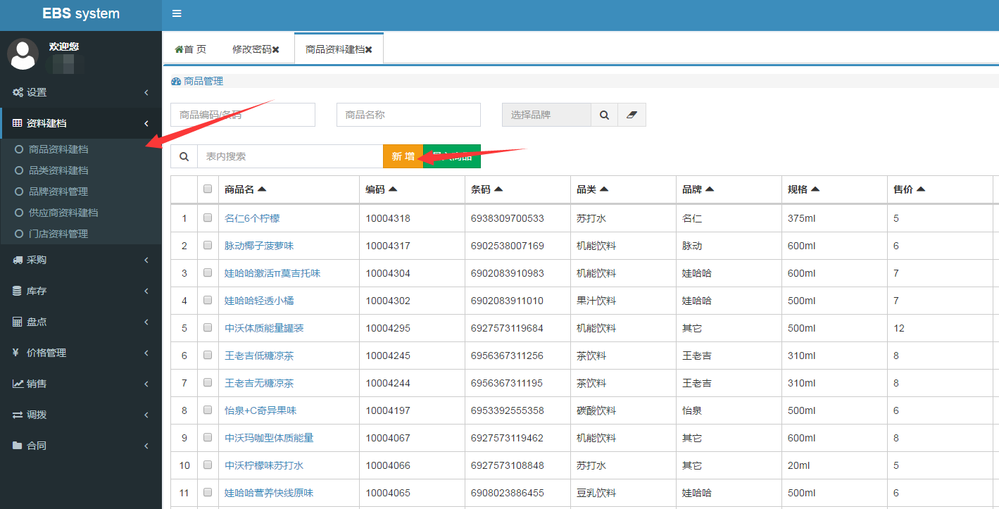 EBS system
欢迎您
设置
资料建档
商品资料建档
品类资料建档
品牌资料管理
供应商资料建档
门店资料管理
采购
库存
盘点
¥ 价格管理
销售
调拨
合同
首 页 修改密码 商品资料建档
商品管理
商品编码/条码 商品名称 选择品牌
表内搜索 新 增 商品
商品名 编码 条码 品类 品牌 规格 售价
1 名仁6个柠檬 10004318 6938309700533 苏打水 名仁 375ml 5
2 脉动椰子菠萝味 10004317 6902538007169 机能饮料 脉动 600ml 6
3 娃哈哈激活π莫吉托味 10004304 6902083910983 机能饮料 娃哈哈 600ml 7
4 娃哈哈轻透小橘 10004302 6902083911010 果汁饮料 娃哈哈 500ml 7
5 中沃体质能量罐装 10004295 6927573119684 机能饮料 其它 500ml 12
6 王老吉低糖凉茶 10004245 6956367311256 茶饮料 王老吉 310ml 8
7 王老吉无糖凉茶 10004244 6956367311195 茶饮料 王老吉 310ml 8
8 怡泉+C奇异果味 10004197 6953392555358 碳酸饮料 怡泉 500ml 6
9 中沃玛咖型体质能量 10004067 6927573119462 机能饮料 其它 600ml 8
10 中沃柠檬味苏打水 10004066 6927573108848 苏打水 其它 20ml 5
11 娃哈哈营养快线原味 10004065 6908023886455 豆乳饮料 娃哈哈 500ml 6